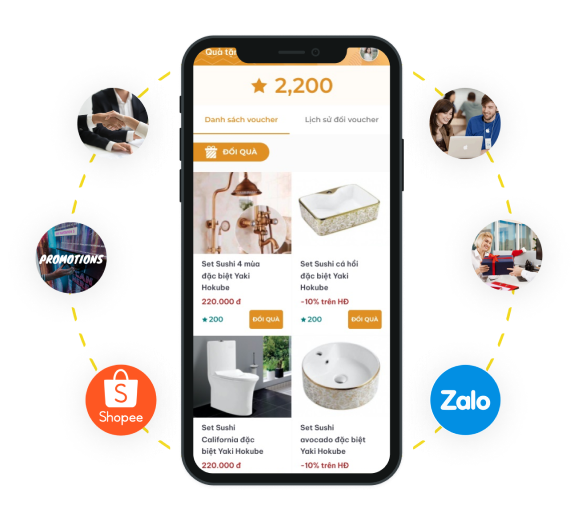 Quà tặ
★ 2,200
Danh sách voucher
Lịch sử đổi voucher
ĐỔI QUÀ
Set Sushi 4 mùa
đặc biệt Yaki
Hokube
220.000 đ
★ 200
ĐỔI QUÀ
Set Sushi cá hồi
đặc biệt Yaki
Hokube
-10% trên HĐ
★ 200
ĐỔI QUÀ
Set Sushi
California đặc
biệt Yaki Hokube
220.000 đ
Set Sushi
avocado đặc biệt
Yaki Hokube
-10% trên HĐ
PROMOTIONS
Shopee
Zalo